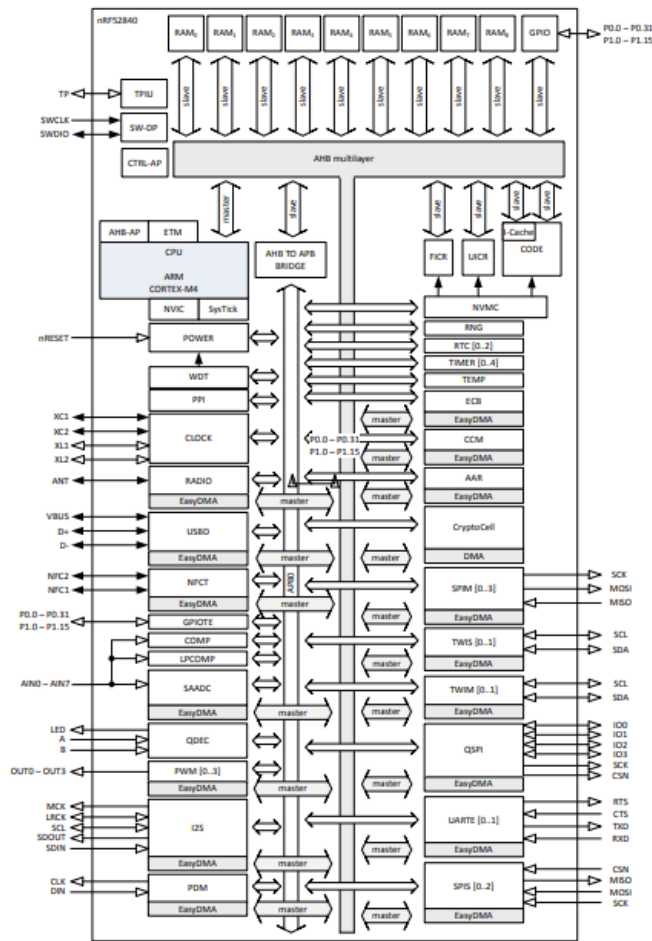 nRF52840
RAM0 RAM1 RAM2 RAM3 RAM4 RAM5 RAM6 RAM7 RAM8 GPIO
P0.0 – P0.31
P1.0 – P1.15
slave slave slave slave slave slave slave slave slave slave
TP TPIU
SWCLK
SWDIO
SW-DP
CTRL-AP
AHB multilayer
master slave slave slave slave slave
AHB-AP ETM
CPU
ARM
CORTEX-M4
NVIC SysTick
AHB TO APB
BRIDGE
FICR UICR
I-Cache
CODE
NVMC
nRESET POWER
RNG
RTC [0..2]
WDT
TIMER [0..4]
TEMP
PPI
ECB
master EasyDMA
XC1
XC2
XL1
XL2
CLOCK
P0.0 – P0.31
P1.0 – P1.15
CCM
master EasyDMA
ANT RADIO
EasyDMA master
AAR
master EasyDMA
VBUS
D+
D-
USBD
EasyDMA master
CryptoCell
master DMA
NFC2
NFC1
NFCT
EasyDMA master
APB0
SPIM [0..3]
master EasyDMA
SCK
MOSI
MISO
P0.0 – P0.31
P1.0 – P1.15
GPIOTE
COMP
LPCOMP
TWIS [0..1]
master EasyDMA
SCL
SDA
AIN0 – AIN7 SAADC
EasyDMA master
TWIM [0..1]
master EasyDMA
SCL
SDA
LED
A
B
QDEC
OUT0 – OUT3 PWM [0..3]
EasyDMA master
QSPI
master EasyDMA
IO0
IO1
IO2
IO3
SCK
CSN
MCK
LRCK
SCL
SDOUT
SDIN
I2S
EasyDMA master
UARTE [0..1]
master EasyDMA
RTS
CTS
TXD
RXD
CLK
DIN
PDM
EasyDMA master
SPIS [0..2]
master EasyDMA
CSN
MISO
MOSI
SCK